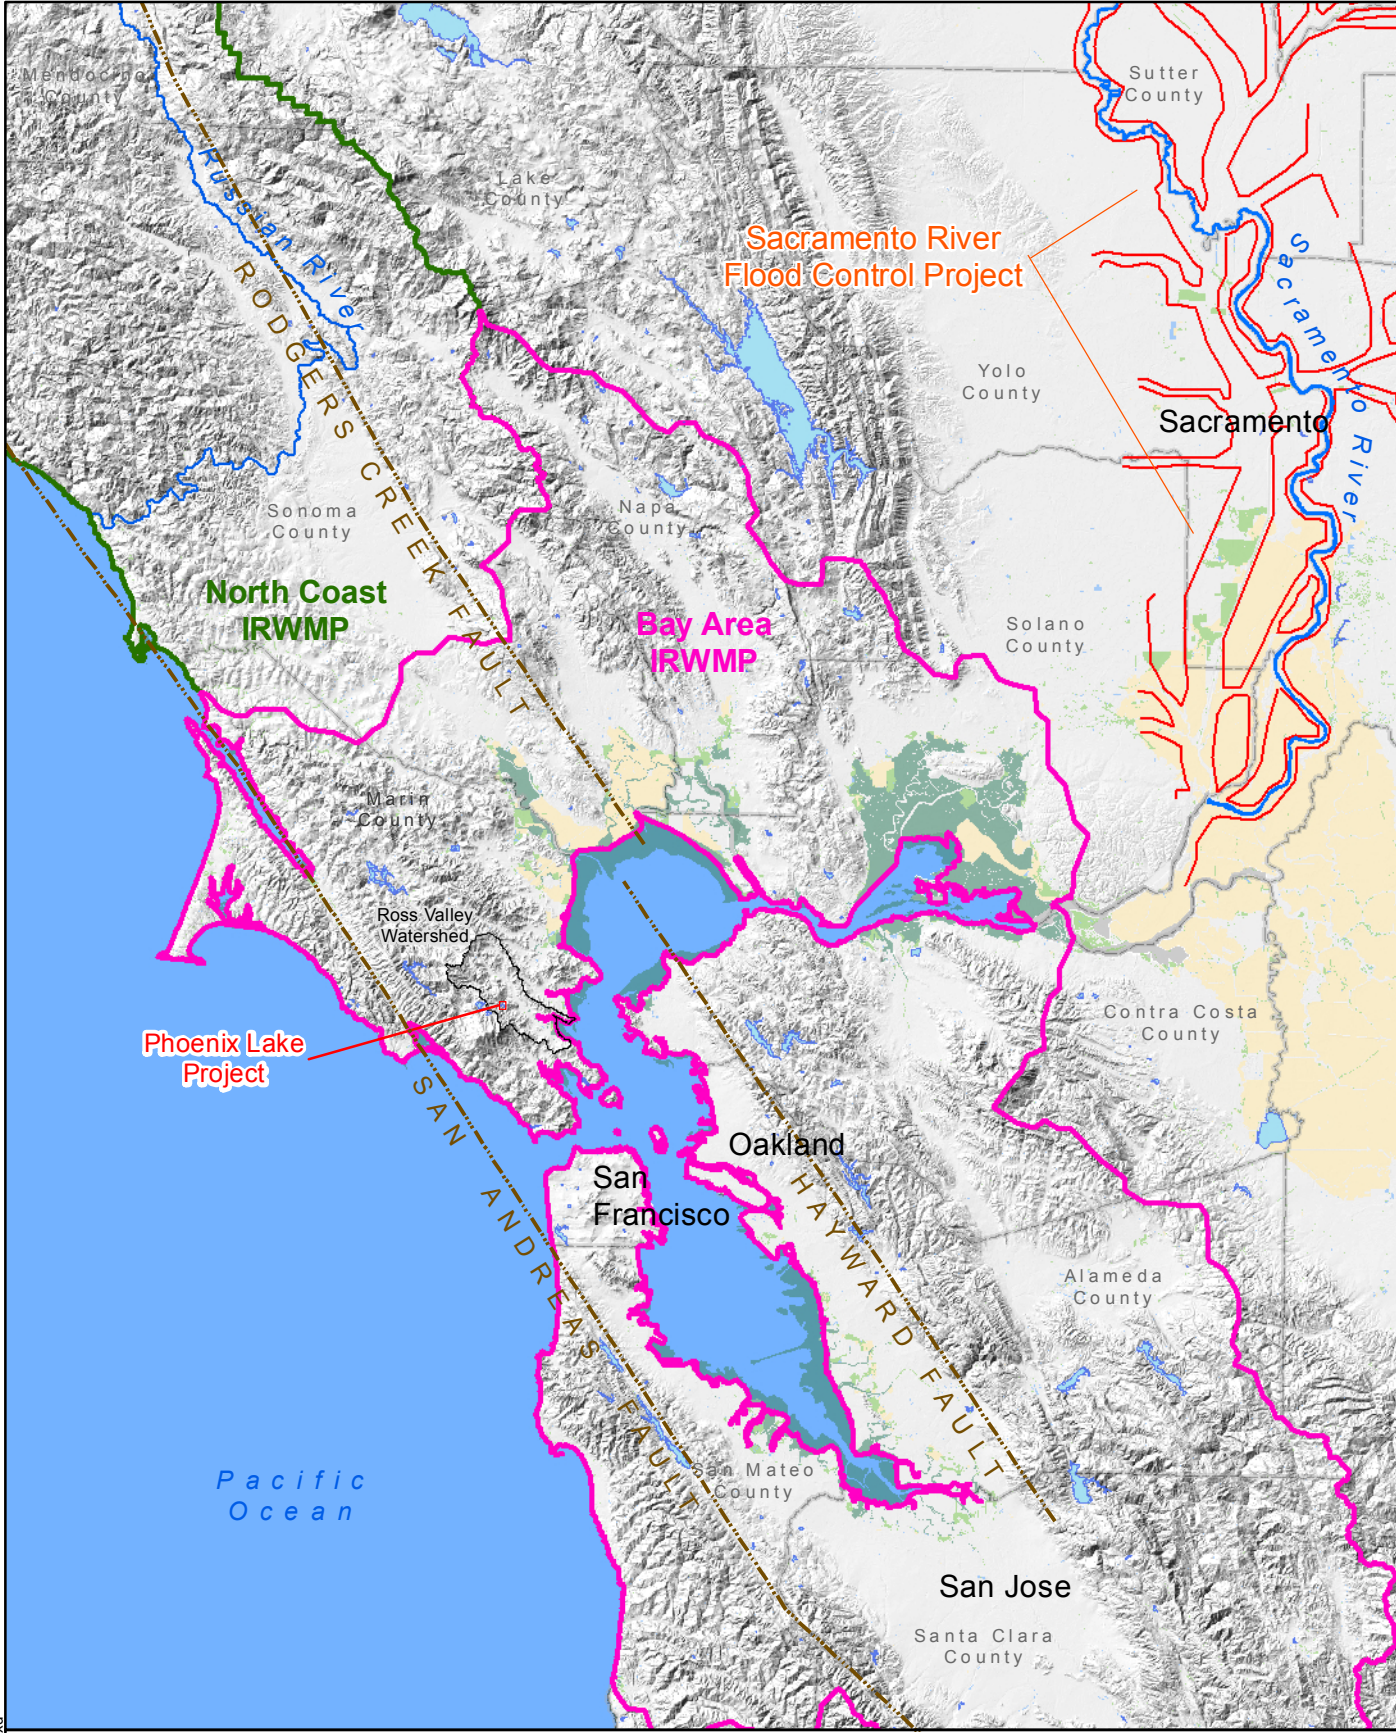 Mendocino
County
Sutter
County
Russian River
Lake
County
Sacramento River
Flood Control Project
Sacramento River
RODGERS CREEK FAULT
Yolo
County
Sacramento
Sonoma
County
Napa
County
North Coast
IRWMP
Bay Area
IRWMP
Solano
County
Marin
County
Ross Valley
Watershed
Contra Costa
County
Phoenix Lake
Project
SAN ANDREAS FAULT
Oakland
San
Francisco
HAYWARD FAULT
Alameda
County
Pacific
Ocean
San Mateo
County
San Jose
Santa Clara
County